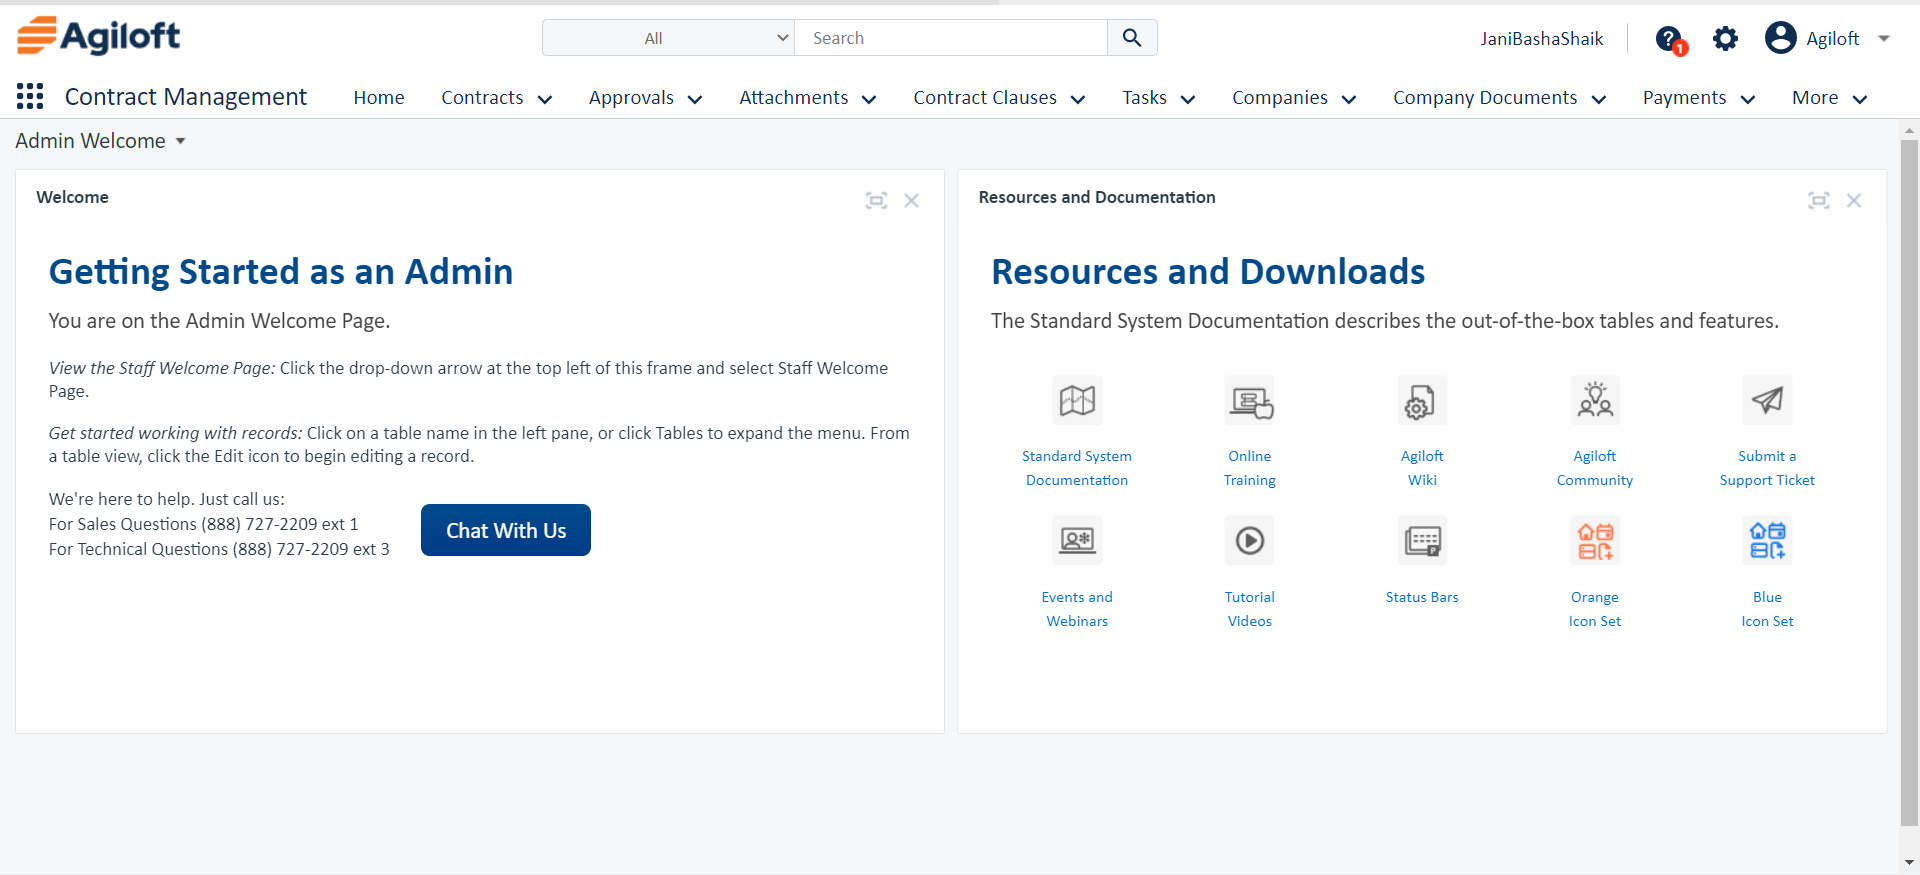 Agiloft
All
Search
JaniBashaShaik
?
1
Agiloft
Contract Management
Home
Contracts
Approvals
Attachments
Contract Clauses
Tasks
Companies
Company Documents
Payments
More
Admin Welcome
Welcome
Getting Started as an Admin
You are on the Admin Welcome Page.
View the Staff Welcome Page: Click the drop-down arrow at the top left of this frame and select Staff Welcome
Page.
Get started working with records: Click on a table name in the left pane, or click Tables to expand the menu. From
a table view, click the Edit icon to begin editing a record.
We're here to help. Just call us:
For Sales Questions (888) 727-2209 ext 1
For Technical Questions (888) 727-2209 ext 3
Chat With Us
Resources and Documentation
Resources and Downloads
The Standard System Documentation describes the out-of-the-box tables and features.
Standard System
Documentation
Online
Training
Agiloft
Wiki
Agiloft
Community
Submit a
Support Ticket
P
Events and
Webinars
Tutorial
Videos
Status Bars
Orange
Icon Set
Blue
Icon Set